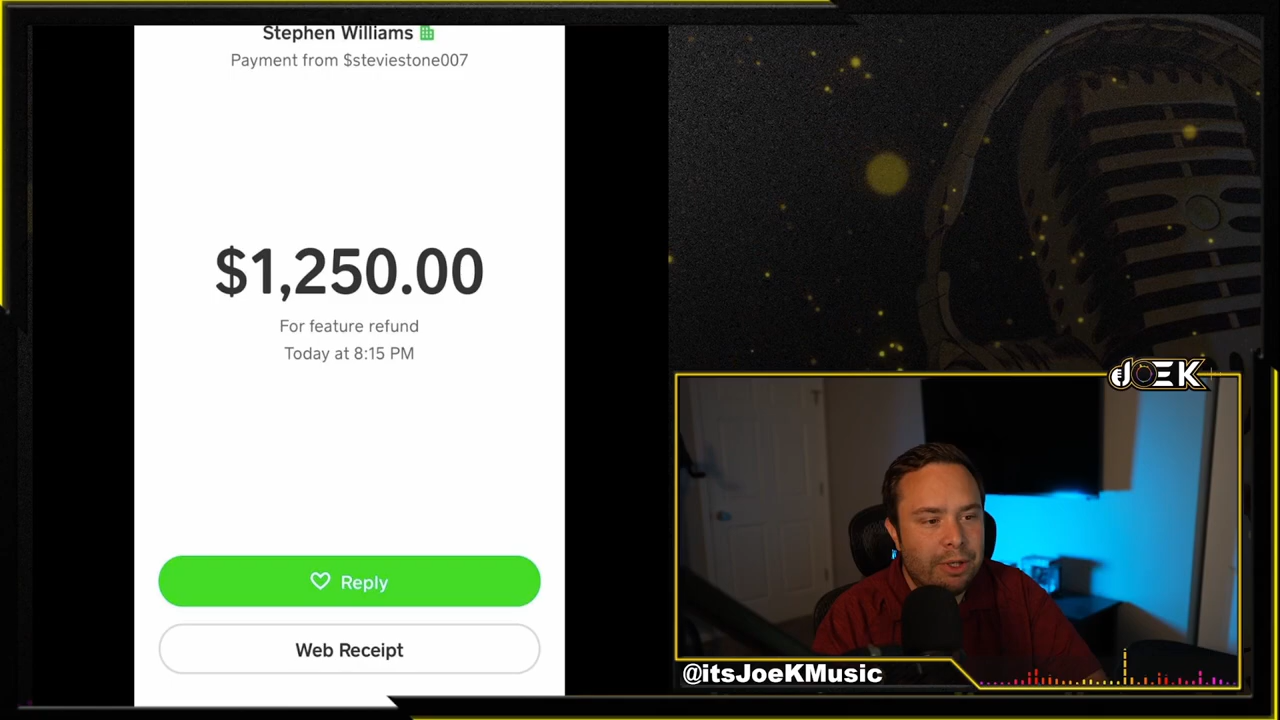 Stephen Williams
Payment from $steviestone007
$1,250.00
For feature refund
Today at 8:15 PM
Reply
Web Receipt
JOEK
@itsJoeKMusic